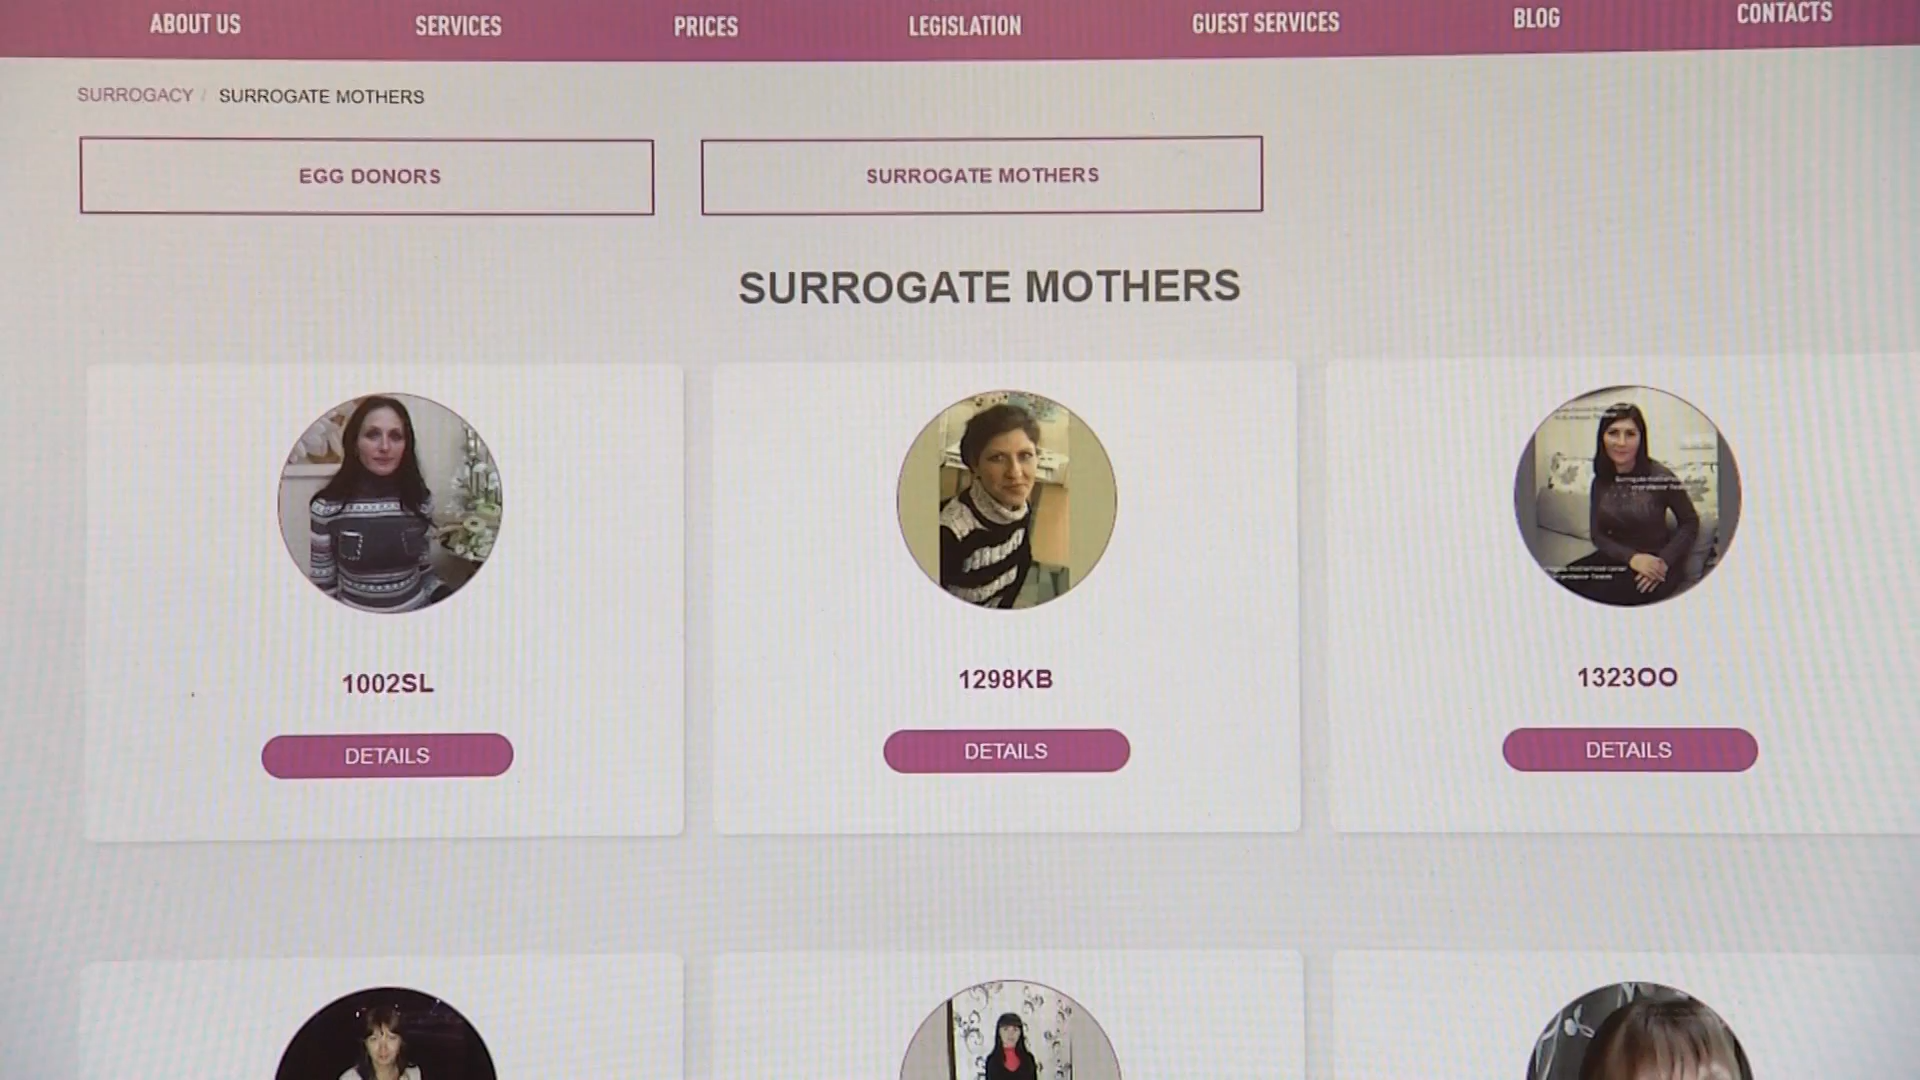 ABOUT US
SERVICES
PRICES
LEGISLATION
GUEST SERVICES
BLOG
CONTACTS
SURROGACY / SURROGATE MOTHERS
EGG DONORS
SURROGATE MOTHERS
SURROGATE MOTHERS
1002SL
1298KB
1323OO
DETAILS
DETAILS
DETAILS